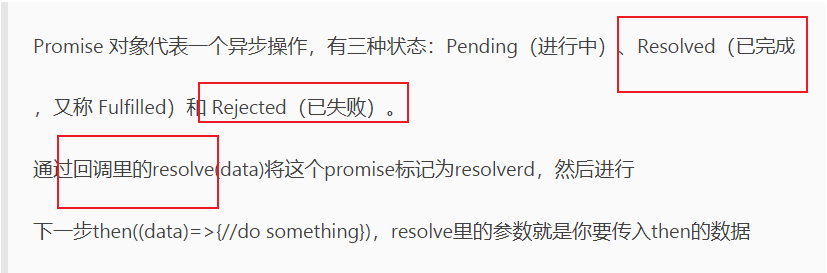 Promise 对象代表一个异步操作，有三种状态：Pending（进行中）、Resolved（已完成
，又称 Fulfilled）和 Rejected（已失败）。
通过回调里的resolve(data)将这个promise标记为resolverd，然后进行
下一步then((data)=>{//do something})，resolve里的参数就是你要传入then的数据